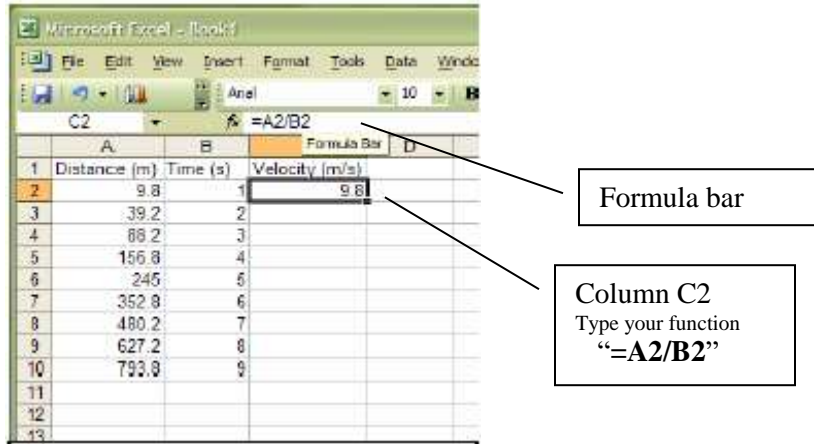 Microsoft Excel - Book1
File Edit View Insert Format Tools Data Windo
Arial 10 B
C2 fx =A2/B2
Formula Bar
A B D
1 Distance (m) Time (s) Velocity (m/s)
2 9.8 1 9.8
3 39.2 2
4 88.2 3
5 156.8 4
6 245 5
7 352.8 6
8 480.2 7
9 627.2 8
10 793.8 9
11
12
13
Formula bar
Column C2
Type your function
“=A2/B2”